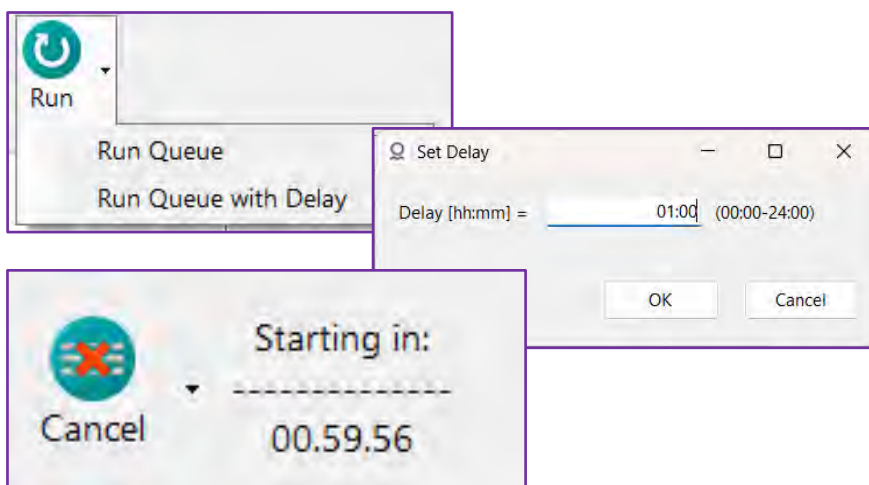 Run
Run Queue
Run Queue with Delay
Set Delay
Delay [hh:mm] = 01:00 (00:00-24:00)
OK Cancel
Starting in:
--------------
Cancel
00.59.56